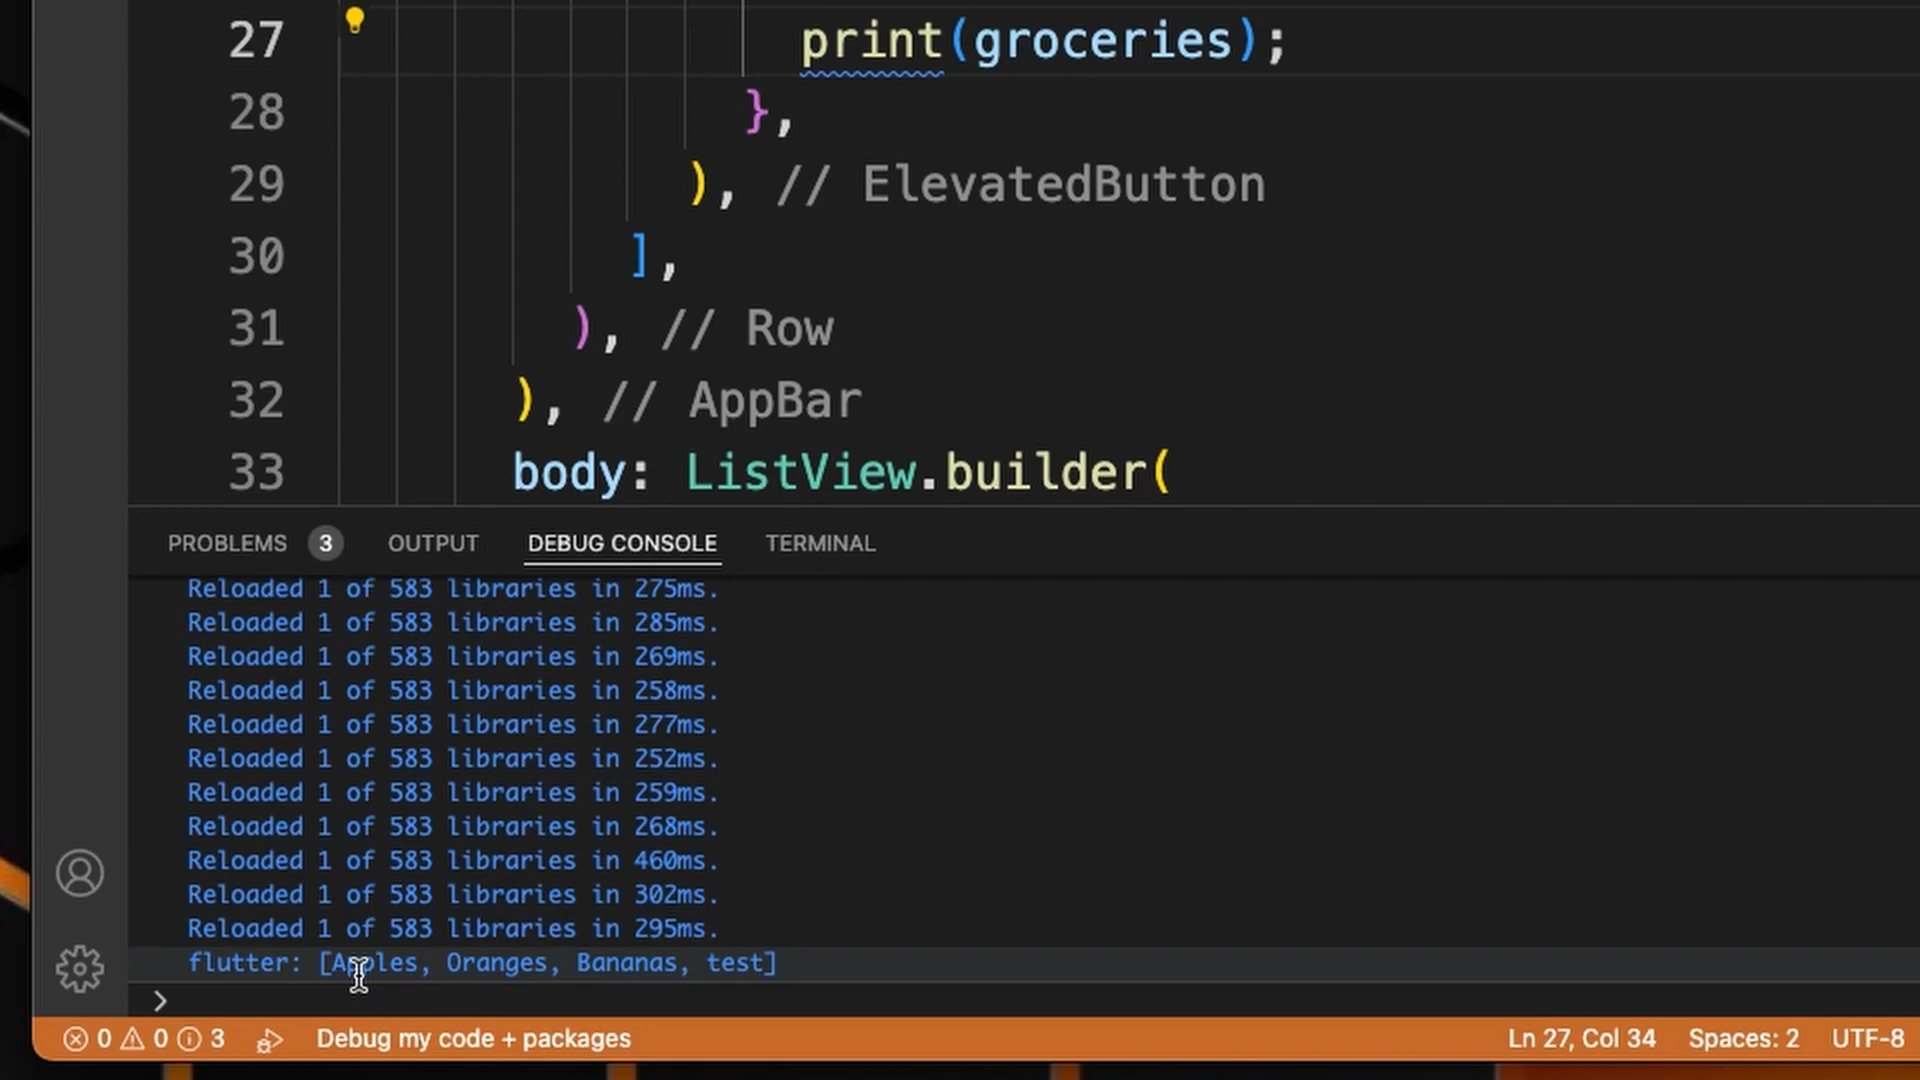 27 print(groceries);
28 },
29 ), // ElevatedButton
30 ],
31 ), // Row
32 ), // AppBar
33 body: ListView.builder(
PROBLEMS 3 OUTPUT DEBUG CONSOLE TERMINAL
Reloaded 1 of 583 libraries in 275ms.
Reloaded 1 of 583 libraries in 285ms.
Reloaded 1 of 583 libraries in 269ms.
Reloaded 1 of 583 libraries in 258ms.
Reloaded 1 of 583 libraries in 277ms.
Reloaded 1 of 583 libraries in 252ms.
Reloaded 1 of 583 libraries in 259ms.
Reloaded 1 of 583 libraries in 268ms.
Reloaded 1 of 583 libraries in 460ms.
Reloaded 1 of 583 libraries in 302ms.
Reloaded 1 of 583 libraries in 295ms.
flutter: [Apples, Oranges, Bananas, test]
0 0 3 Debug my code + packages Ln 27, Col 34 Spaces: 2 UTF-8